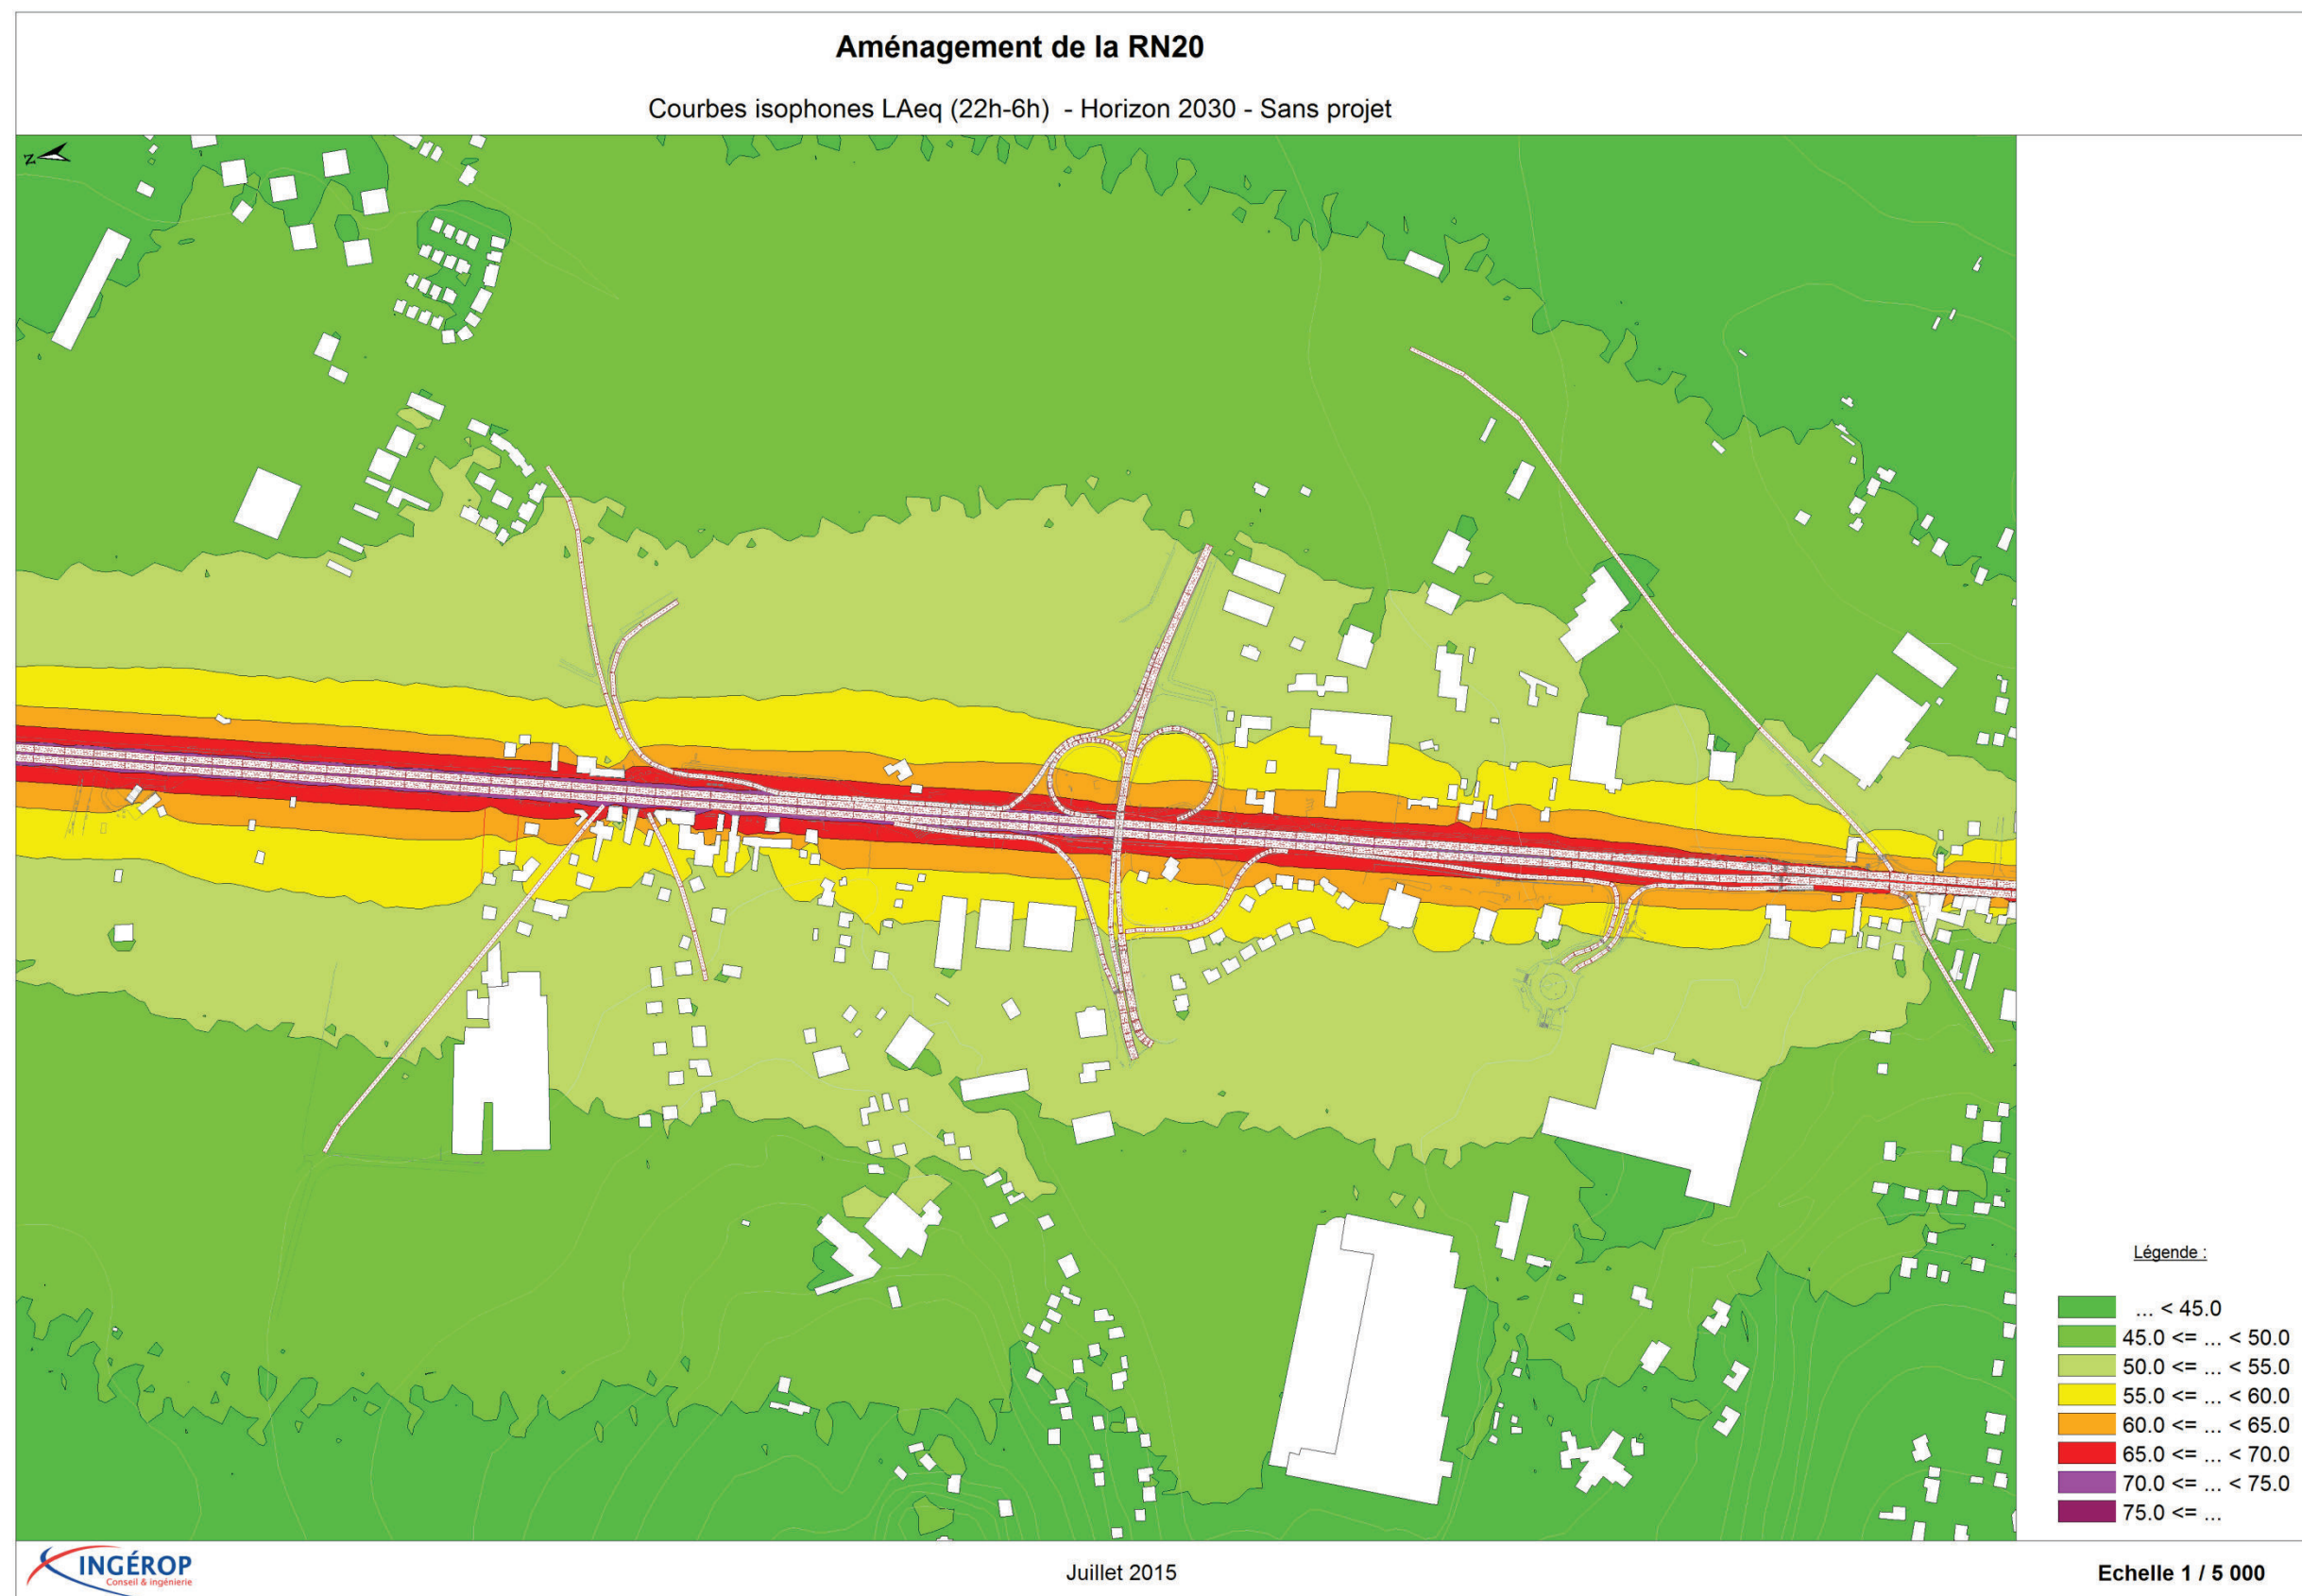 Aménagement de la RN20
Courbes isophones LAeq (22h-6h) - Horizon 2030 - Sans projet
N
Légende :
... < 45.0
45.0 <= ... < 50.0
50.0 <= ... < 55.0
55.0 <= ... < 60.0
60.0 <= ... < 65.0
65.0 <= ... < 70.0
70.0 <= ... < 75.0
75.0 <= ...
INGÉROP
Conseil & ingénierie
Juillet 2015
Echelle 1 / 5 000